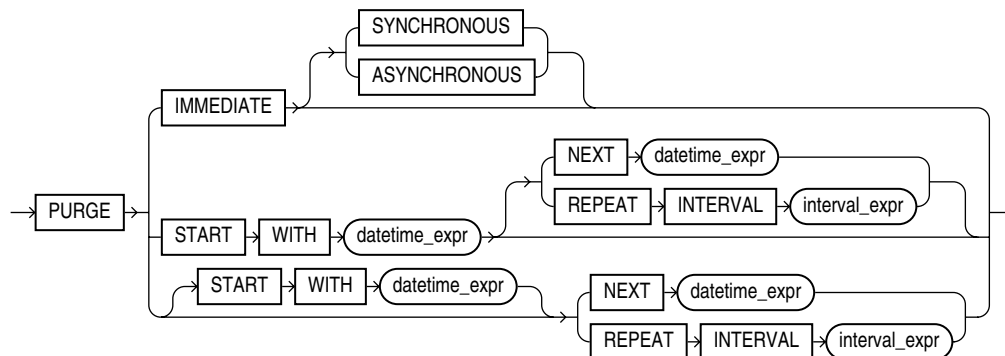 SYNCHRONOUS
ASYNCHRONOUS
IMMEDIATE
NEXT datetime_expr
PURGE REPEAT INTERVAL interval_expr
START WITH datetime_expr
START WITH datetime_expr NEXT datetime_expr
REPEAT INTERVAL interval_expr